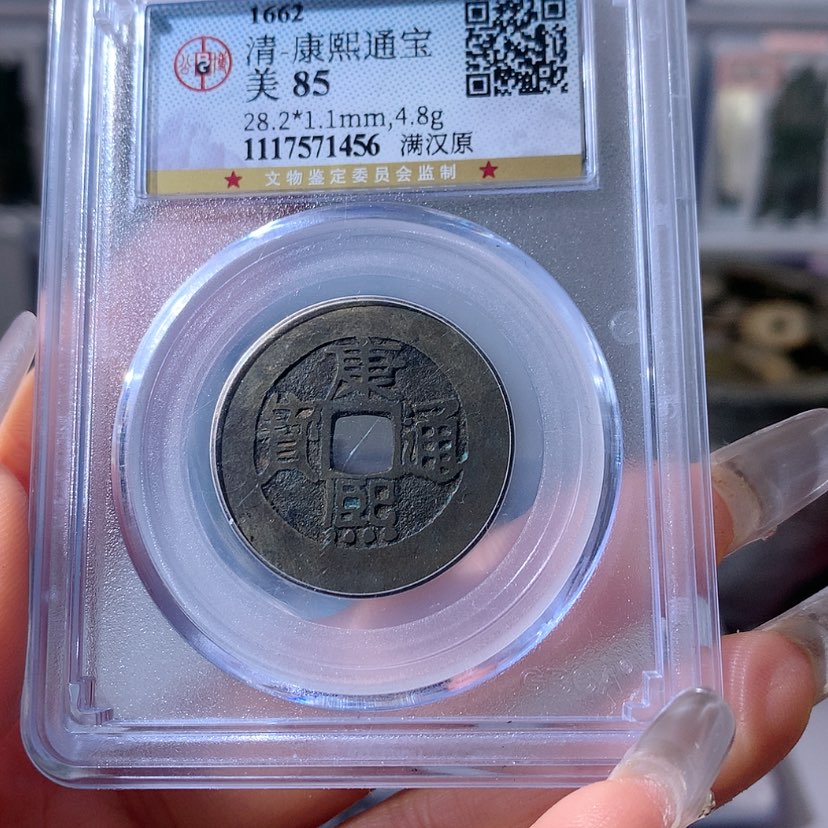 1662
清-康熙通宝
美 85
28.2*1.1mm,4.8g
1117571456 满汉原
★ 文物鉴定委员会监制 ★
康熙通寳